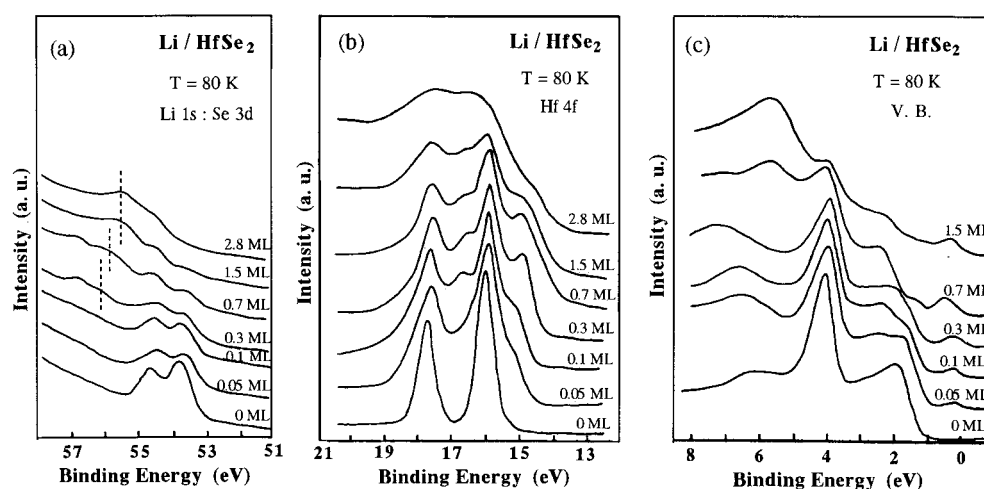 (a)
Li / HfSe2
T = 80 K
Li 1s : Se 3d
2.8 ML
1.5 ML
0.7 ML
0.3 ML
0.1 ML
0.05 ML
0 ML
Intensity (a. u.)
57 55 53 51
Binding Energy (eV)
(b)
Li / HfSe2
T = 80 K
Hf 4f
2.8 ML
1.5 ML
0.7 ML
0.3 ML
0.1 ML
0.05 ML
0 ML
Intensity (a. u.)
21 19 17 15 13
Binding Energy (eV)
(c)
Li / HfSe2
T = 80 K
V. B.
1.5 ML
0.7 ML
0.3 ML
0.1 ML
0.05 ML
0 ML
Intensity (a. u.)
8 6 4 2 0
Binding Energy (eV)